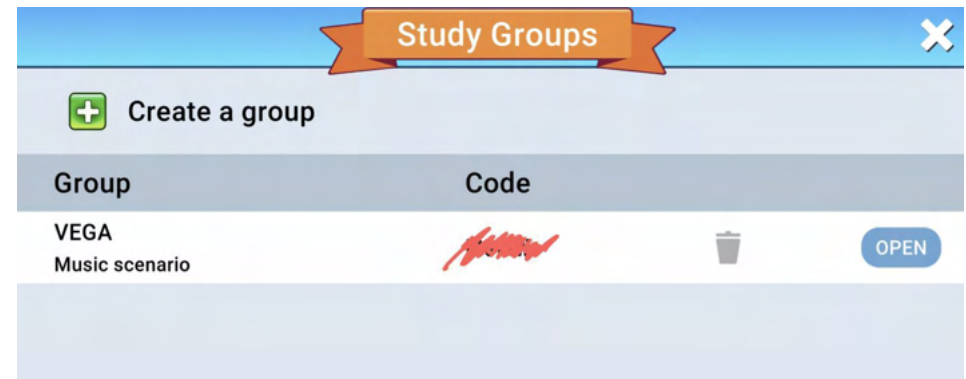 Study Groups
Create a group
Group Code
VEGA
Music scenario
OPEN